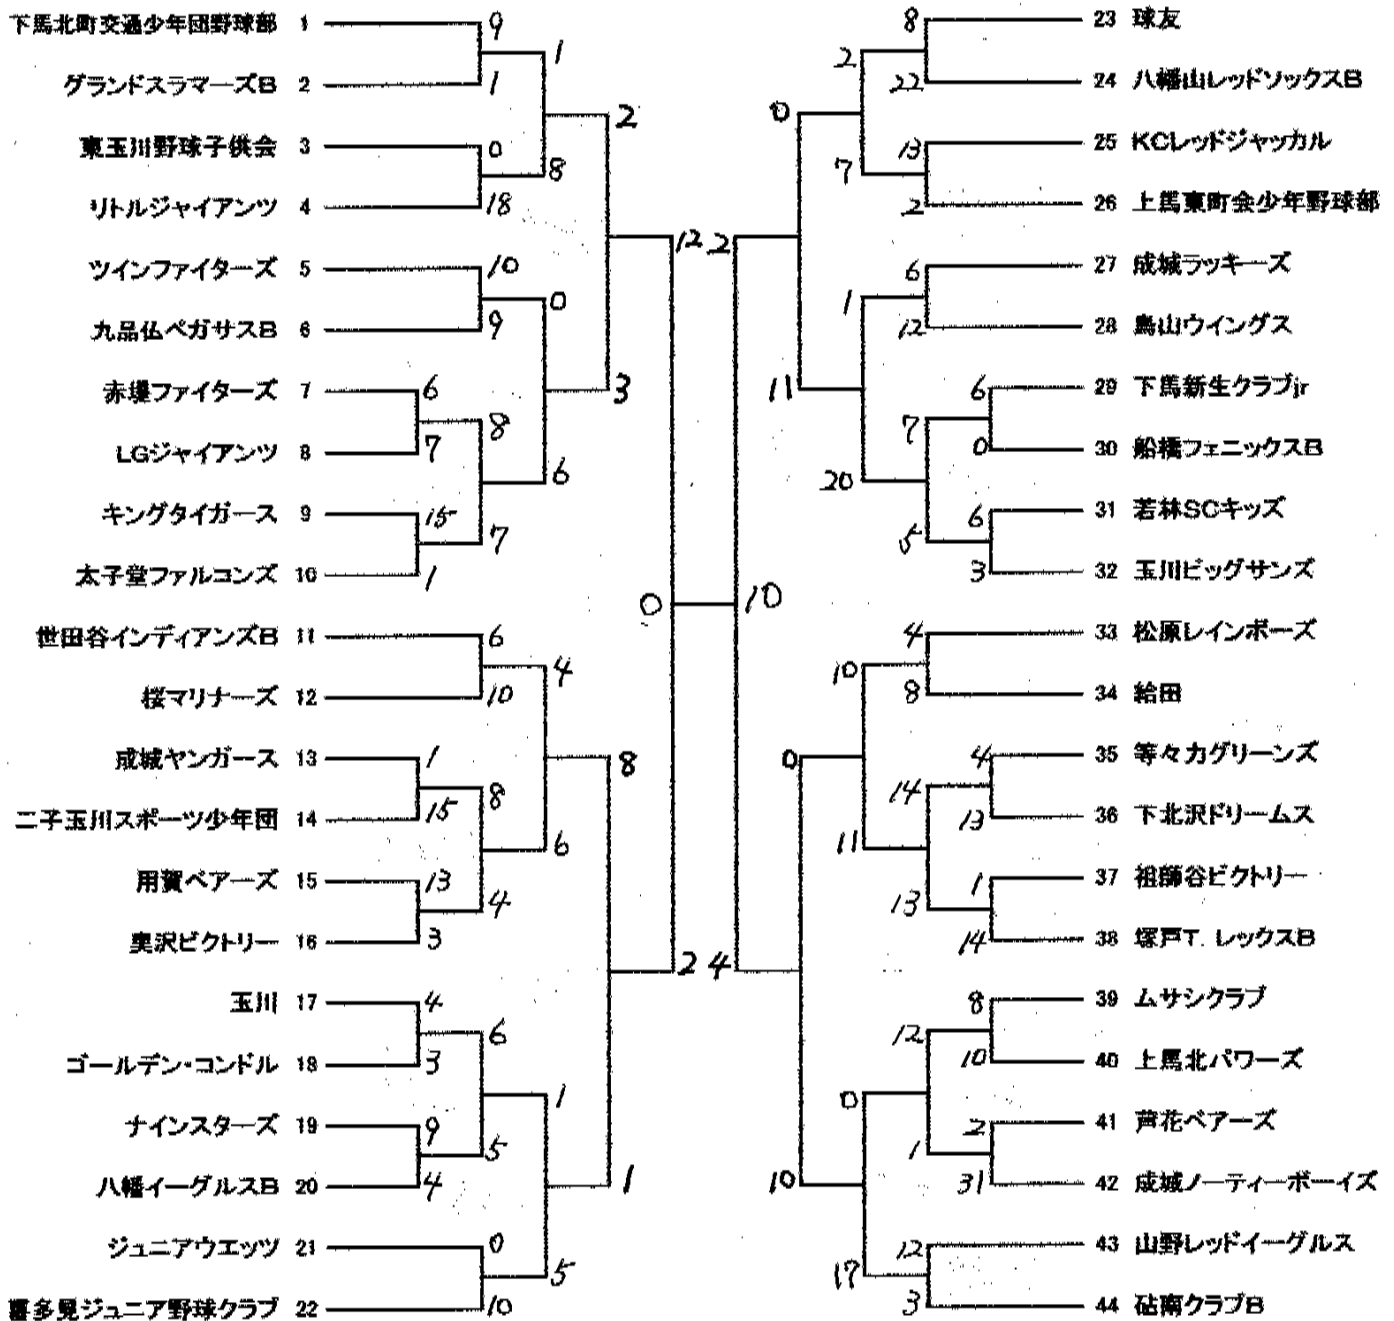 下馬北町交通少年団野球部 1 9
1
グランドスラマーズB 2 1
2
東玉川野球子供会 3 0
8
リトルジャイアンツ 4 18
12
ツインファイターズ 5 10
0
九品仏ペガサスB 6 9
赤堤ファイターズ 7 6
3
8
LGジャイアンツ 8 7
6
キングタイガース 9 15
7
太子堂ファルコンズ 10 1
0
世田谷インディアンズB 11 6
4
桜マリナーズ 12 10
成城ヤンガース 13 1
8
8
二子玉川スポーツ少年団 14 15
6
用賀ベアーズ 15 13
4
奥沢ビクトリー 16 3
2
玉川 17 4
6
ゴールデン・コンドル 18 3
1
ナインスターズ 19 9
5
八幡イーグルスB 20 4
1
ジュニアウエッツ 21 0
5
喜多見ジュニア野球クラブ 22 10
8 23 球友
2
22 24 八幡山レッドソックスB
0
13 25 KCレッドジャッカル
7
2 26 上馬東町会少年野球部
2
6 27 成城ラッキーズ
1
12 28 烏山ウイングス
6 29 下馬新生クラブjr
11
7
0 30 船橋フェニックスB
20
6 31 若林SCキッズ
5
3 32 玉川ビッグサンズ
10
4 33 松原レインボーズ
10
8 34 給田
4 35 等々力グリーンズ
0
14
13 36 下北沢ドリームス
11
1 37 祖師谷ビクトリー
13
14 38 塚戸T.レックスB
4
8 39 ムサシクラブ
12
10 40 上馬北パワーズ
0
2 41 芦花ベアーズ
1
31 42 成城ノーティーボーイズ
10
12 43 山野レッドイーグルス
17
3 44 砧南クラブB